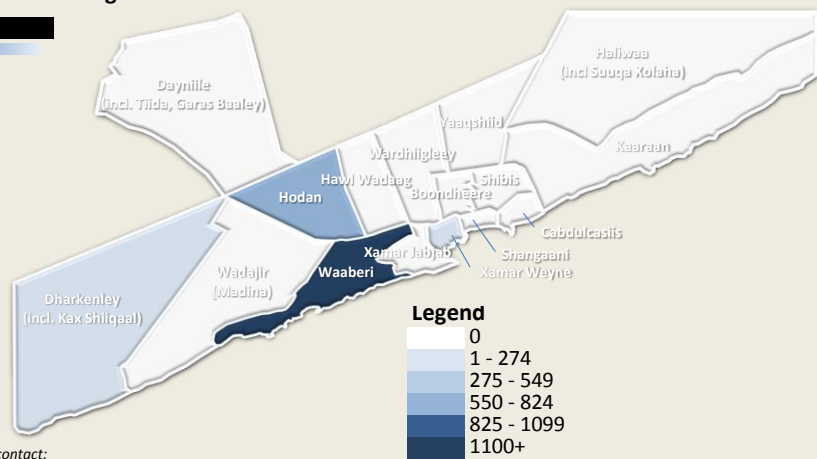 Haliwaa
(incl Suuqa Xolaha)
Dayniile
(incl. Tiida, Garas Baaley)
Yaaqshiid
Kaaraan
Wardhiigleey
Hawl Wadaag
Shibis
Boondheere
Hodan
Cabdulcasiis
Xamar Jabjab
Shangaani
Xamar Weyne
Wadajir
(Madina)
Waaberi
Dharkenley
(incl. Kax Shiiqaal)
Legend
0
1 - 274
275 - 549
550 - 824
825 - 1099
1100+
contact: